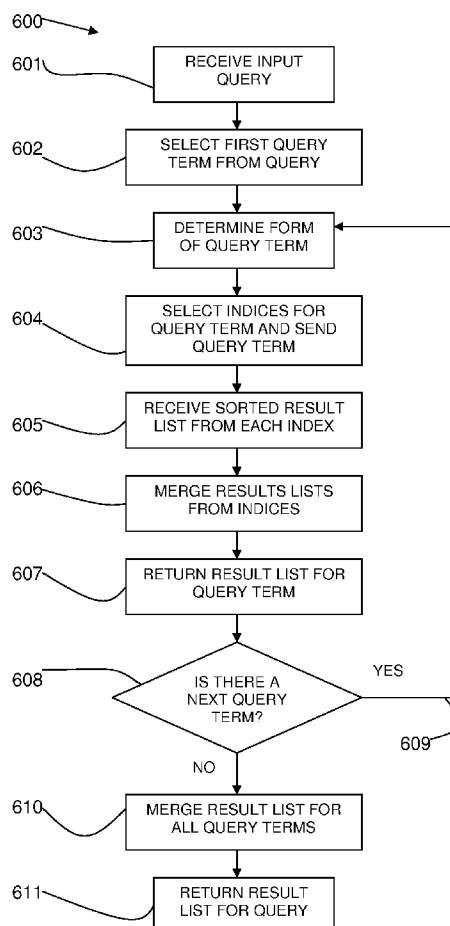 600
601
RECEIVE INPUT
QUERY
602
SELECT FIRST QUERY
TERM FROM QUERY
603
DETERMINE FORM
OF QUERY TERM
604
SELECT INDICES FOR
QUERY TERM AND SEND
QUERY TERM
605
RECEIVE SORTED RESULT
LIST FROM EACH INDEX
606
MERGE RESULTS LISTS
FROM INDICES
607
RETURN RESULT LIST FOR
QUERY TERM
608
IS THERE A
NEXT QUERY
TERM?
YES
609
NO
610
MERGE RESULT LIST FOR
ALL QUERY TERMS
611
RETURN RESULT
LIST FOR QUERY